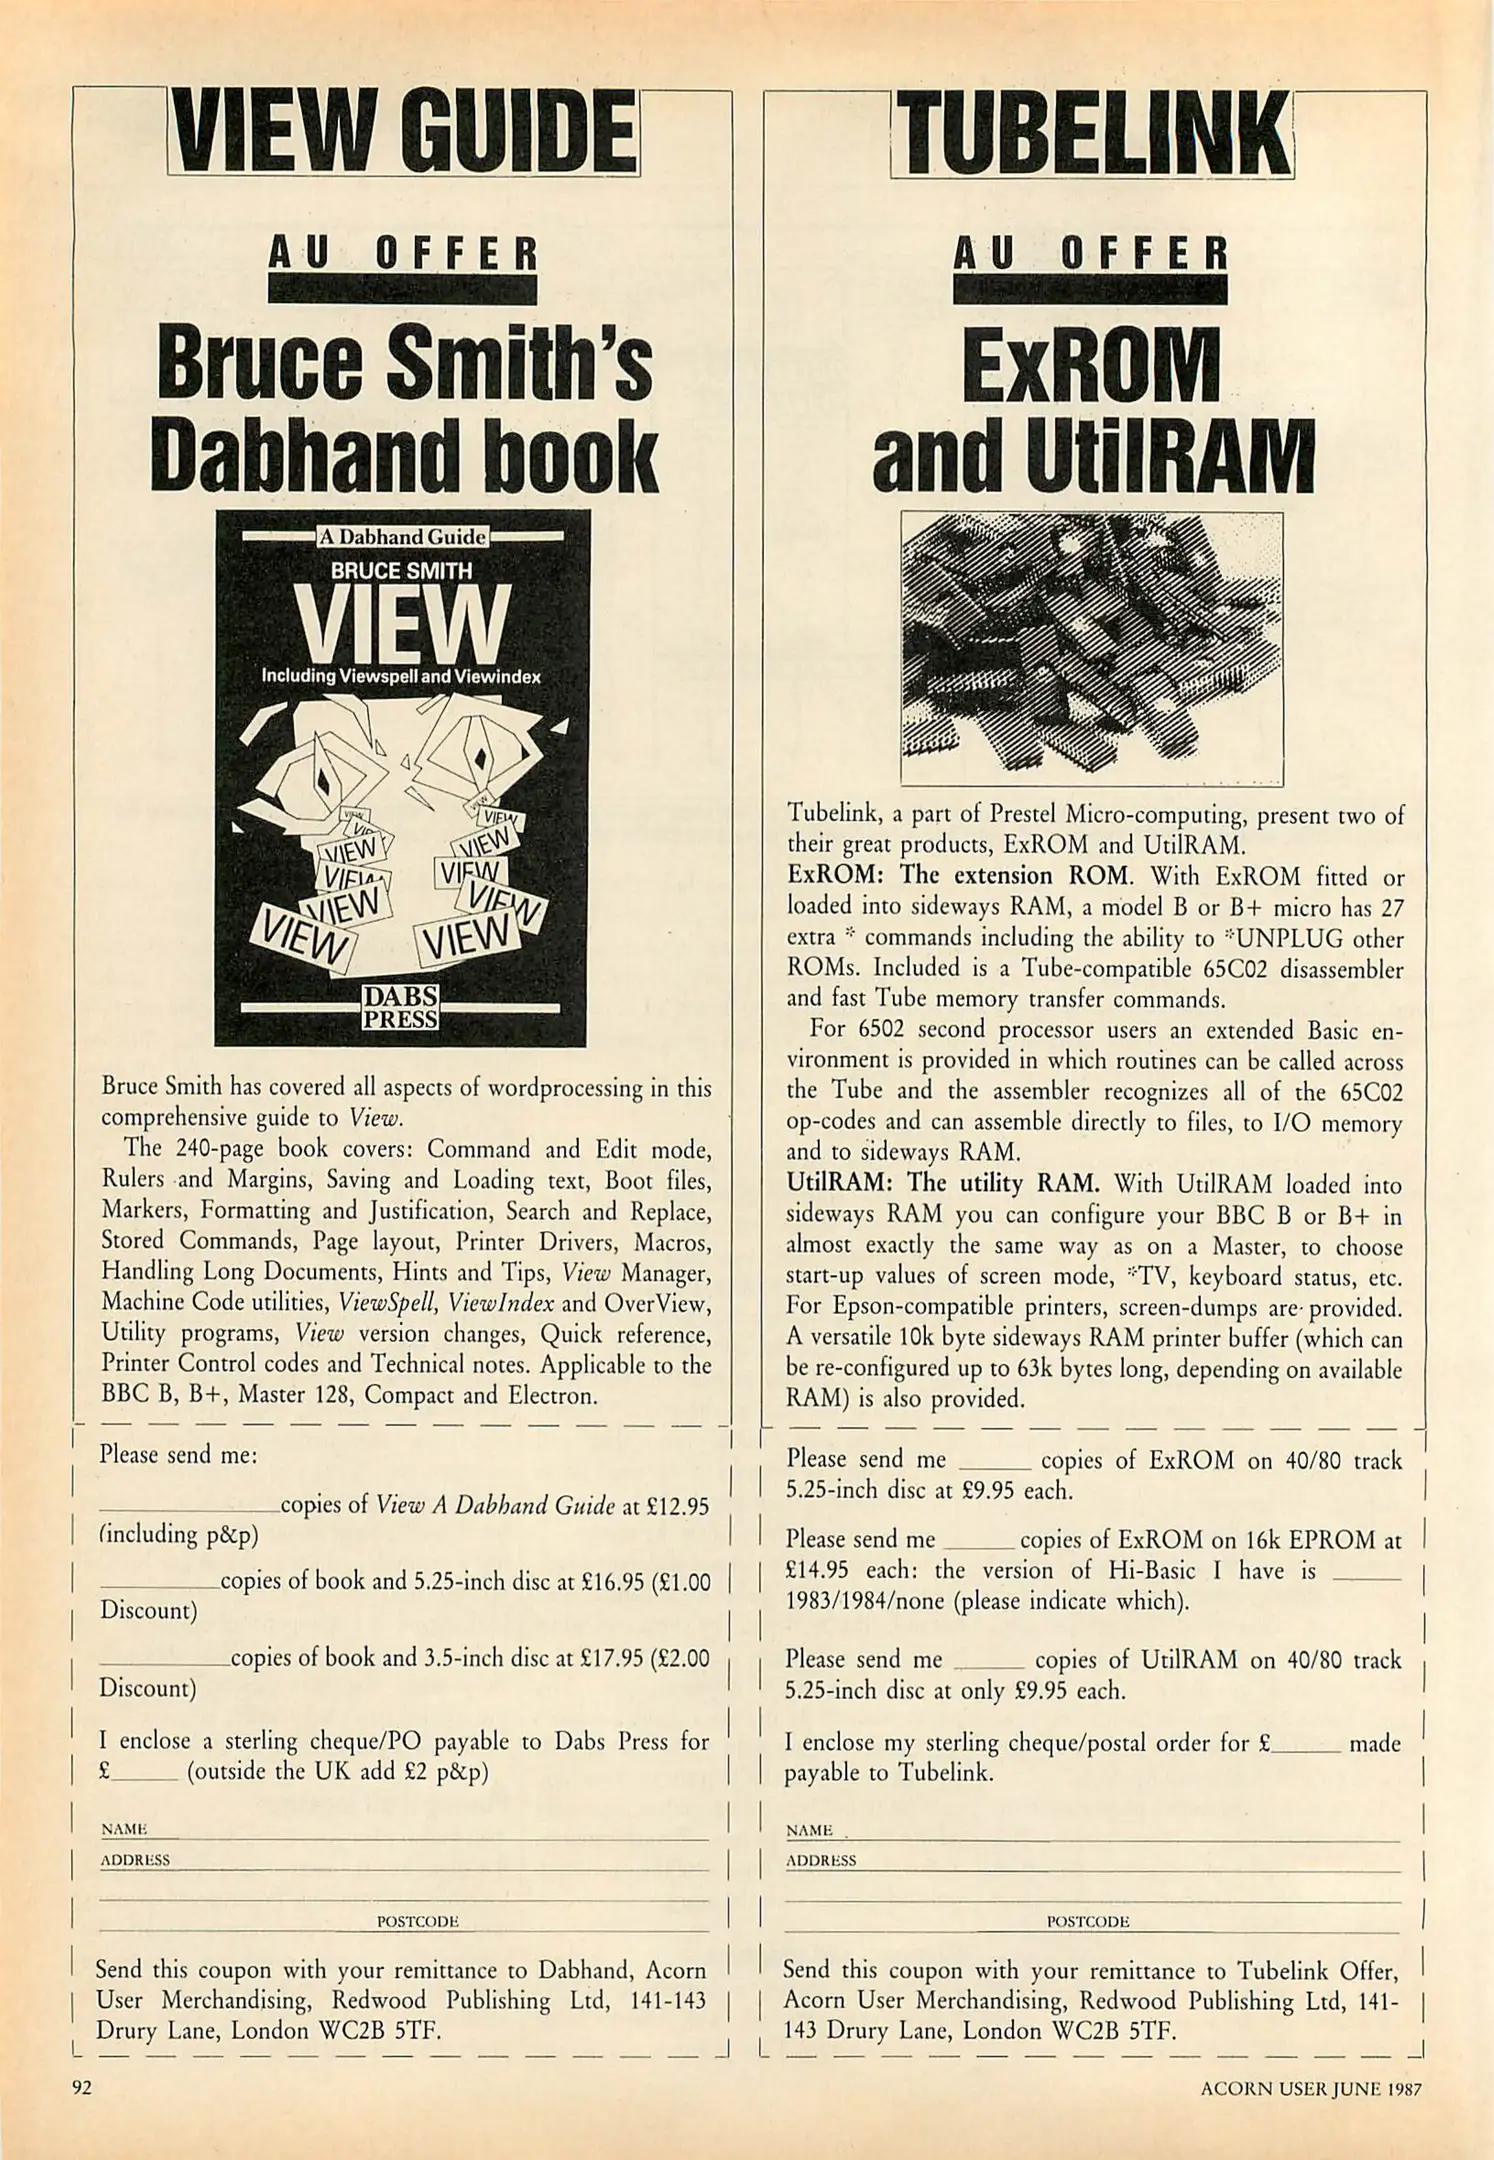 VIEW GUIDE
AU OFFER
Bruce Smith's
Dabhand book
A Dabhand Guide
BRUCE SMITH
VIEW
Including Viewspell and Viewindex
VIEW
VIEW
VIEW
VIEW
VIEW
VIEW
VIEW
VIEW
VIEW
VIEW
VIEW
VIEW
VIEW
DABS
PRESS
Bruce Smith has covered all aspects of wordprocessing in this
comprehensive guide to View.
The 240-page book covers: Command and Edit mode,
Rulers and Margins, Saving and Loading text, Boot files,
Markers, Formatting and Justification, Search and Replace,
Stored Commands, Page layout, Printer Drivers, Macros,
Handling Long Documents, Hints and Tips, View Manager,
Machine Code utilities, ViewSpell, ViewIndex and OverView,
Utility programs, View version changes, Quick reference,
Printer Control codes and Technical notes. Applicable to the
BBC B, B+, Master 128, Compact and Electron.
Please send me:
____________copies of View A Dabhand Guide at £12.95
(including p&p)
________copies of book and 5.25-inch disc at £16.95 (£1.00
Discount)
_________copies of book and 3.5-inch disc at £17.95 (£2.00
Discount)
I enclose a sterling cheque/PO payable to Dabs Press for
£_____ (outside the UK add £2 p&p)
NAME
ADDRESS
POSTCODE
Send this coupon with your remittance to Dabhand, Acorn
User Merchandising, Redwood Publishing Ltd, 141-143
Drury Lane, London WC2B 5TF.
TUBELINK
AU OFFER
ExROM
and UtilRAM
Tubelink, a part of Prestel Micro-computing, present two of
their great products, ExROM and UtilRAM.
ExROM: The extension ROM. With ExROM fitted or
loaded into sideways RAM, a model B or B+ micro has 27
extra * commands including the ability to *UNPLUG other
ROMs. Included is a Tube-compatible 65C02 disassembler
and fast Tube memory transfer commands.
For 6502 second processor users an extended Basic en-
vironment is provided in which routines can be called across
the Tube and the assembler recognizes all of the 65C02
op-codes and can assemble directly to files, to I/O memory
and to sideways RAM.
UtilRAM: The utility RAM. With UtilRAM loaded into
sideways RAM you can configure your BBC B or B+ in
almost exactly the same way as on a Master, to choose
start-up values of screen mode, *TV, keyboard status, etc.
For Epson-compatible printers, screen-dumps are provided.
A versatile 10k byte sideways RAM printer buffer (which can
be re-configured up to 63k bytes long, depending on available
RAM) is also provided.
Please send me _____ copies of ExROM on 40/80 track
5.25-inch disc at £9.95 each.
Please send me _____ copies of ExROM on 16k EPROM at
£14.95 each: the version of Hi-Basic I have is _____
1983/1984/none (please indicate which).
Please send me _____ copies of UtilRAM on 40/80 track
5.25-inch disc at only £9.95 each.
I enclose my sterling cheque/postal order for £_____ made
payable to Tubelink.
NAME
ADDRESS
POSTCODE
Send this coupon with your remittance to Tubelink Offer,
Acorn User Merchandising, Redwood Publishing Ltd, 141-
143 Drury Lane, London WC2B 5TF.
92
ACORN USER JUNE 1987